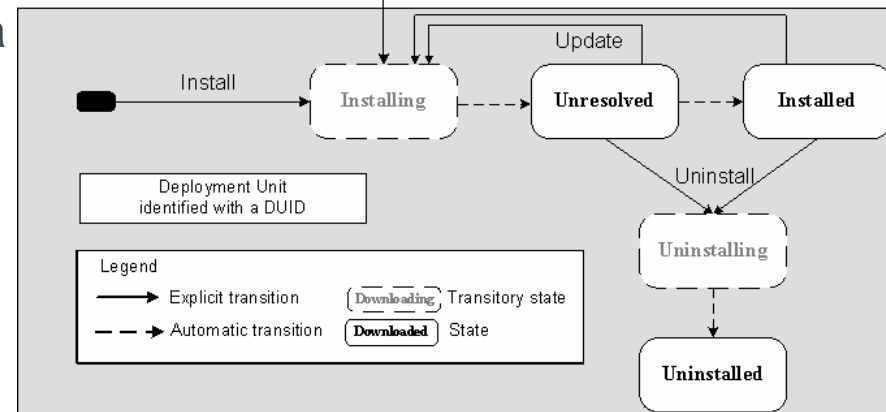 a
Update
Install
Installing
Unresolved
Installed
Uninstall
Deployment Unit
identified with a DUID
Uninstalling
Legend
Explicit transition
Downloading
Transitory state
Automatic transition
Downloaded
State
Uninstalled